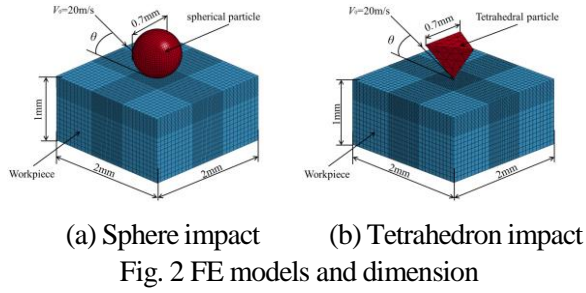 V₀=20m/s
0.7mm
spherical particle
θ
1mm
Workpiece
2mm
2mm
V₀=20m/s
0.7mm
Tetrahedral particle
θ
1mm
Workpiece
2mm
2mm
(a) Sphere impact
(b) Tetrahedron impact
Fig. 2 FE models and dimension